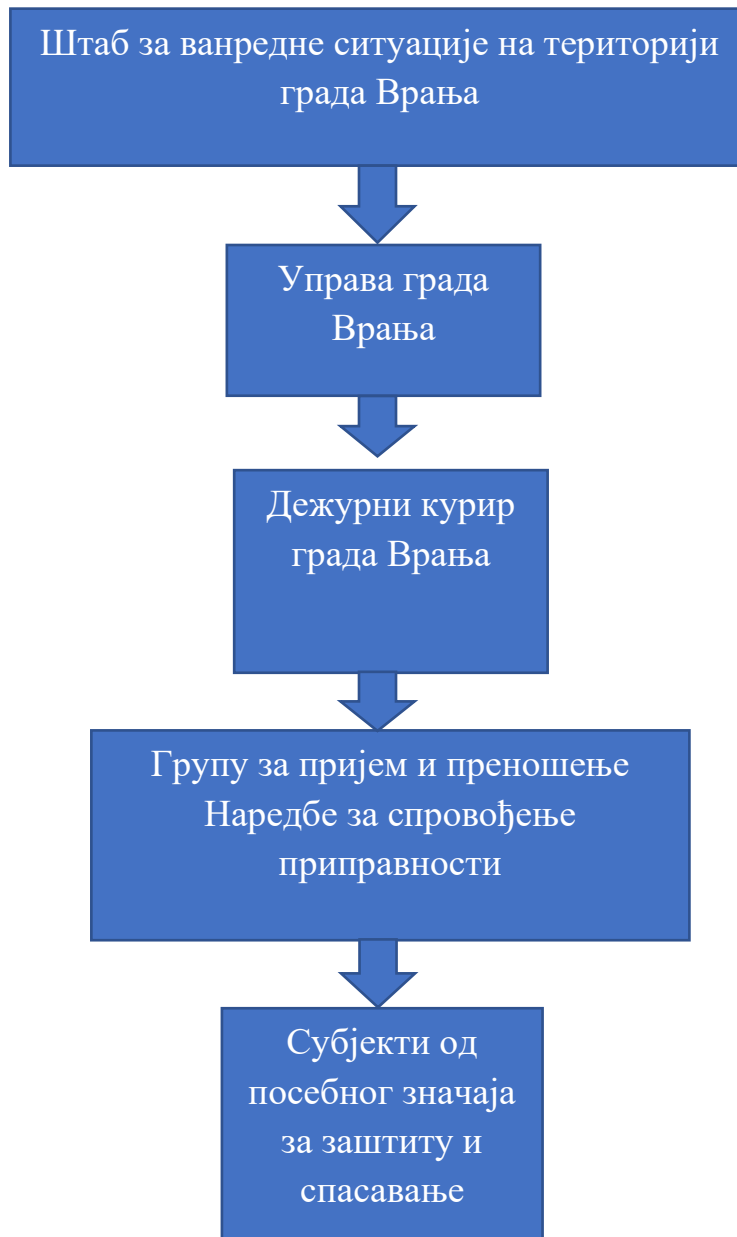 Штаб за ванредне ситуације на територији
града Врања
Управа града
Врања
Дежурни курир
града Врања
Групу за пријем и преношење
Наредбе за спровођење
приправности
Субјекти од
посебног значаја
за заштиту и
спасавање